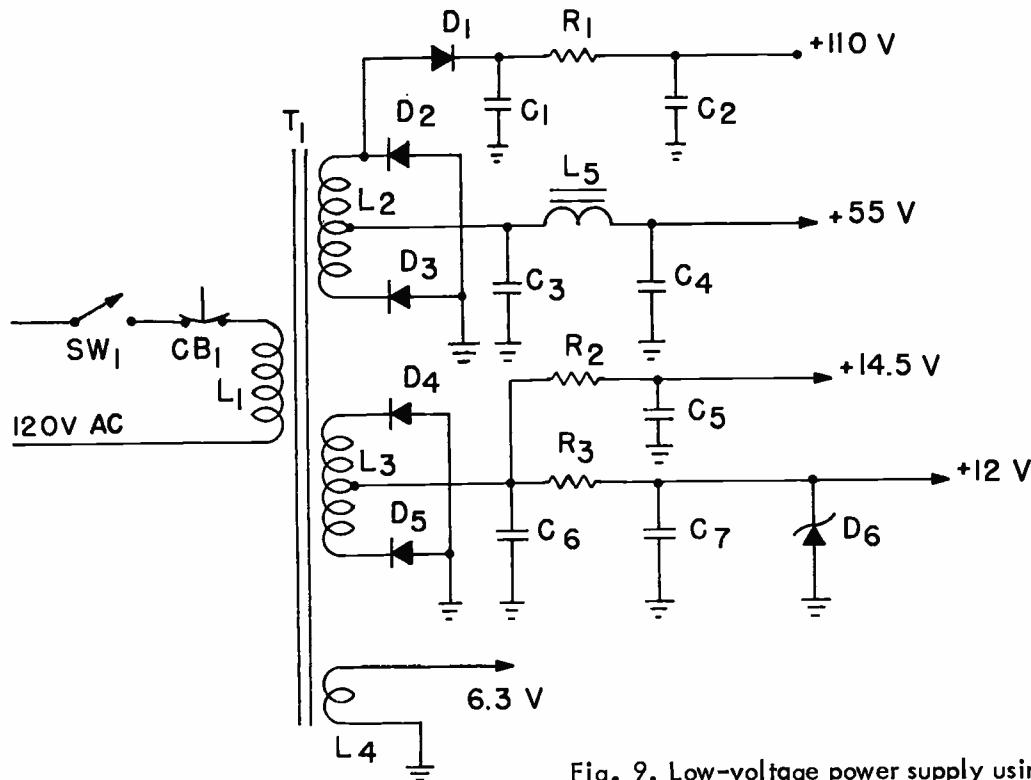 D1
R1
+110 V
C1
C2
T1
D2
L2
L5
+55 V
D3
C3
C4
SW1
CB1
L1
120V AC
R2
+14.5 V
D4
C5
L3
R3
+12 V
D5
C6
C7
D6
6.3 V
L4
Fig. 9. Low-voltage power supply usin